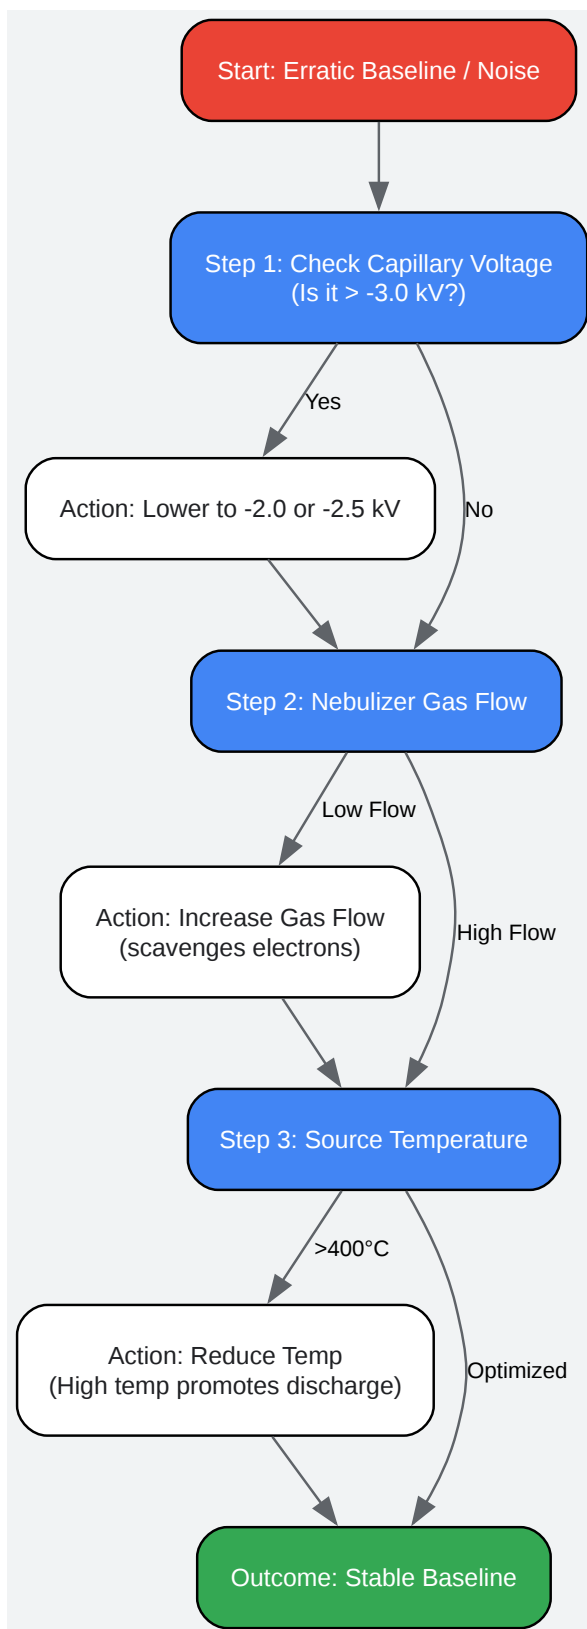 Start: Erratic Baseline / Noise
Step 1: Check Capillary Voltage
(Is it > -3.0 kV?)
Yes
Action: Lower to -2.0 or -2.5 kV
No
Step 2: Nebulizer Gas Flow
Low Flow
Action: Increase Gas Flow
(scavenges electrons)
High Flow
Step 3: Source Temperature
>400°C
Action: Reduce Temp
(High temp promotes discharge)
Optimized
Outcome: Stable Baseline